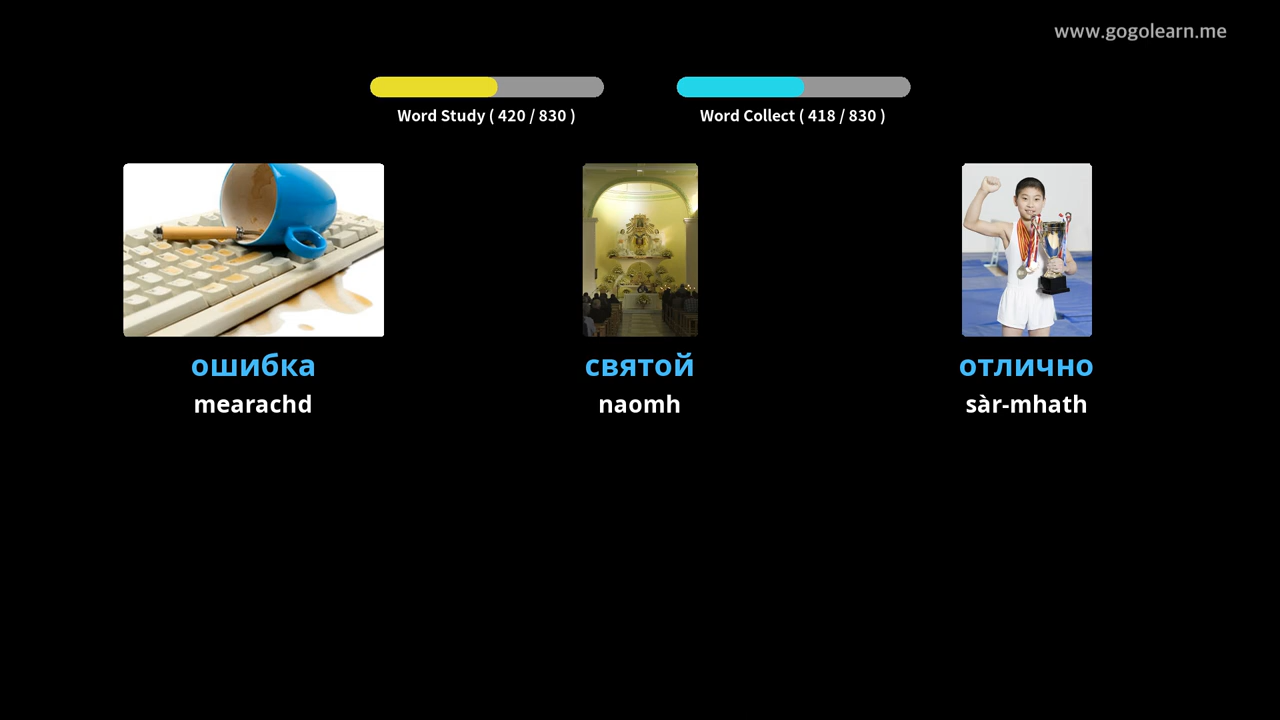 www.gogolearn.me
Word Study ( 420 / 830 )
Word Collect ( 418 / 830 )
ошибка
mearachd
святой
naomh
отлично
sàr-mhath